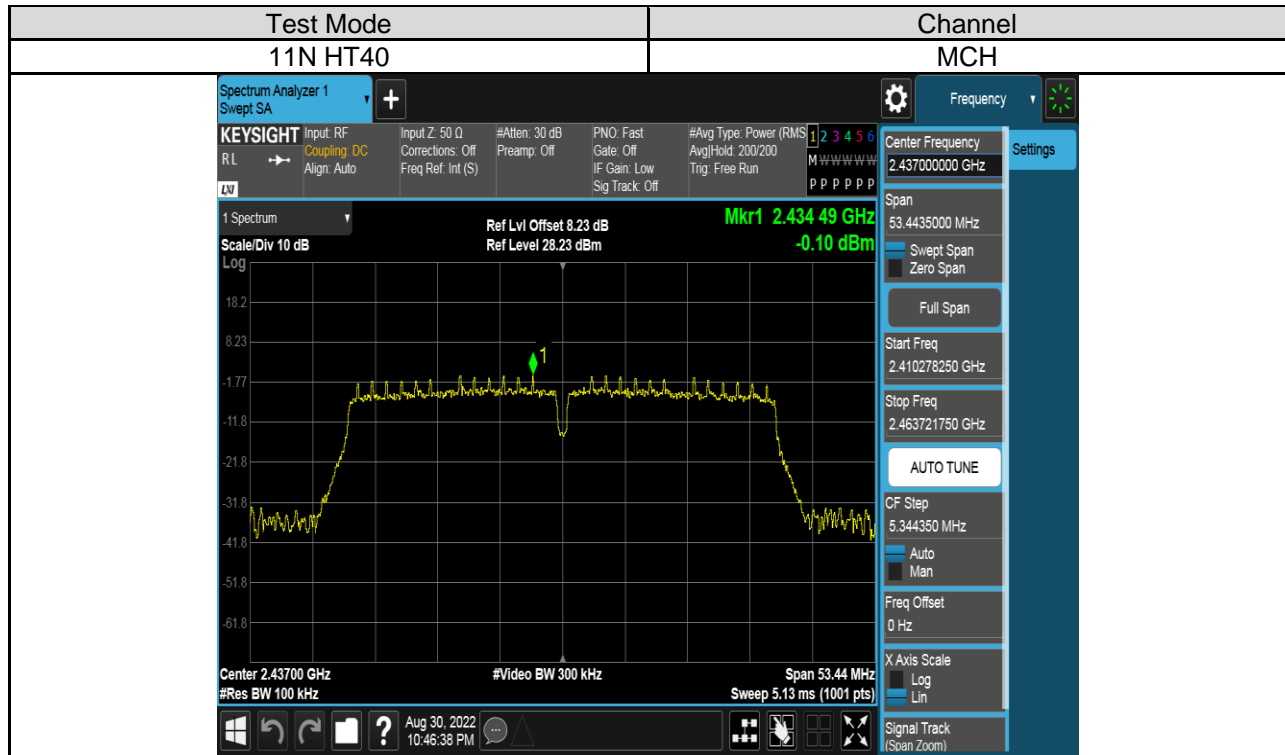 Test Mode Channel
11N HT40 MCH
Spectrum Analyzer 1
Swept SA
+
Frequency
KEYSIGHT
RL
LXI
Input: RF
Coupling: DC
Align: Auto
Input Z: 50 Ω
Corrections: Off
Freq Ref: Int (S)
#Atten: 30 dB
Preamp: Off
PNO: Fast
Gate: Off
IF Gain: Low
Sig Track: Off
#Avg Type: Power (RMS
Avg|Hold: 200/200
Trig: Free Run
1 2 3 4 5 6
M W W W W W
P P P P P P
1 Spectrum
Scale/Div 10 dB
Ref Lvl Offset 8.23 dB
Ref Level 28.23 dBm
Mkr1 2.434 49 GHz
-0.10 dBm
Log
18.2
8.23
-1.77
-11.8
-21.8
-31.8
-41.8
-51.8
-61.8
1
Center 2.43700 GHz
#Res BW 100 kHz
#Video BW 300 kHz
Span 53.44 MHz
Sweep 5.13 ms (1001 pts)
?
Aug 30, 2022
10:46:38 PM
Center Frequency
2.437000000 GHz
Settings
Span
53.4435000 MHz
Swept Span
Zero Span
Full Span
Start Freq
2.410278250 GHz
Stop Freq
2.463721750 GHz
AUTO TUNE
CF Step
5.344350 MHz
Auto
Man
Freq Offset
0 Hz
X Axis Scale
Log
Lin
Signal Track
(Span Zoom)